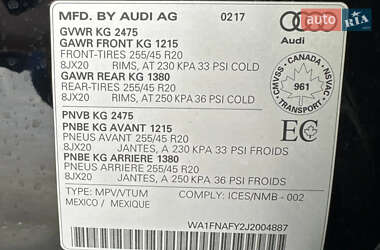 MFD. BY AUDI AG 0217
Audi
GVWR KG 2475
GAWR FRONT KG 1215
FRONT-TIRES 255/45 R20
8JX20 RIMS, AT 230 KPA 33 PSI COLD
GAWR REAR KG 1380
REAR-TIRES 255/45 R20
8JX20 RIMS, AT 250 KPA 36 PSI COLD
CMVSS - CANADA - NSVAC
961
TRANSPORT
PNVB KG 2475
PNBE KG AVANT 1215
PNEUS AVANT 255/45 R20
8JX20 JANTES, A 230 KPA 33 PSI FROIDS
PNBE KG ARRIERE 1380
PNEUS ARRIERE 255/45 R20
8JX20 JANTES, A 250 KPA 36 PSI FROIDS
EC
TYPE: MPV/VTUM COMPLY: ICES/NMB - 002
MEXICO / MEXIQUE
WA1FNAFY2J2004887
AUTO
RIA
.com